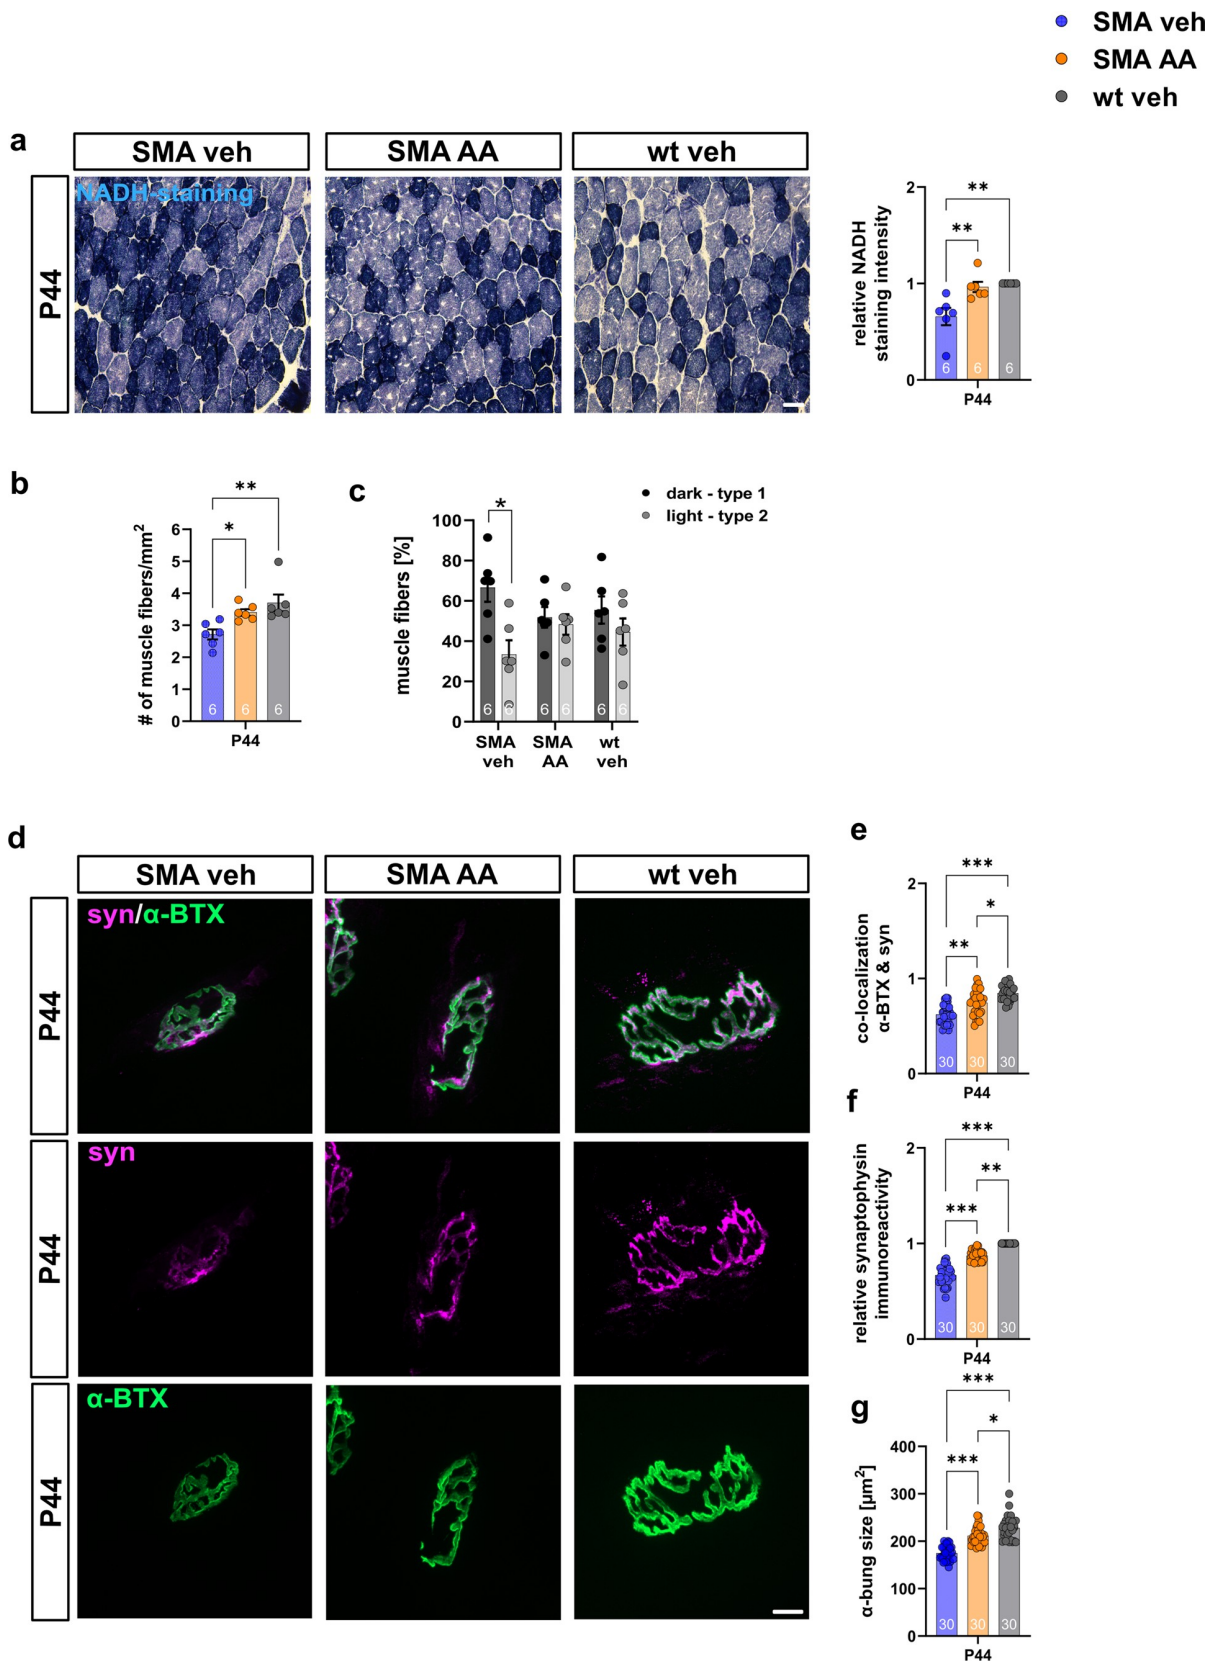 SMA veh
SMA AA
wt veh
a
SMA veh
SMA AA
wt veh
P44
NADH-staining
relative NADH
staining intensity
2
1
0
**
**
6
6
6
P44
b
# of muscle fibers/mm²
6
5
4
3
2
1
0
**
*
6
6
6
P44
c
muscle fibers [%]
100
80
60
40
20
0
*
dark - type 1
light - type 2
6
6
6
6
6
6
SMA
veh
SMA
AA
wt
veh
d
SMA veh
SMA AA
wt veh
P44
syn/α-BTX
P44
syn
P44
α-BTX
e
co-localization
α-BTX & syn
2
1
0
***
*
**
30
30
30
P44
f
relative synaptophysin
immunoreactivity
2
1
0
***
**
***
30
30
30
P44
g
α-bung size [µm²]
400
300
200
100
0
***
*
***
30
30
30
P44